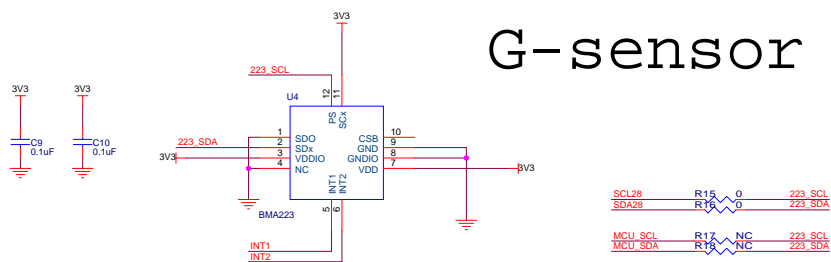 G-sensor
3V3
223_SCL
3V3
3V3
U4
12
11
PS
SCx
C9
0.1uF
C10
0.1uF
1
SDO
CSB
10
223_SDA
2
SDx
GND
9
3V3
3
VDDIO
GNDIO
8
4
NC
VDD
7
3V3
INT1
INT2
5
6
BMA223
INT1
INT2
SCL28
R15
0
223_SCL
SDA28
R16
0
223_SDA
MCU_SCL
R17
NC
223_SCL
MCU_SDA
R18
NC
223_SDA